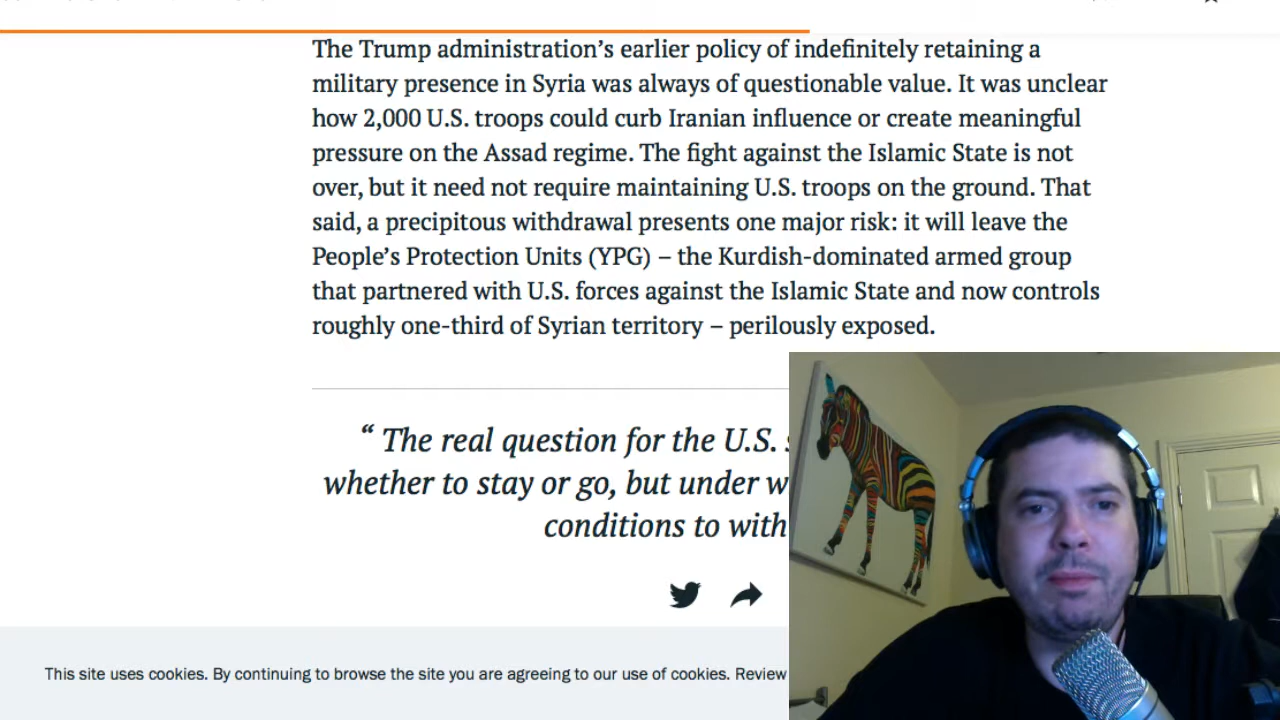 The Trump administration’s earlier policy of indefinitely retaining a
military presence in Syria was always of questionable value. It was unclear
how 2,000 U.S. troops could curb Iranian influence or create meaningful
pressure on the Assad regime. The fight against the Islamic State is not
over, but it need not require maintaining U.S. troops on the ground. That
said, a precipitous withdrawal presents one major risk: it will leave the
People’s Protection Units (YPG) – the Kurdish-dominated armed group
that partnered with U.S. forces against the Islamic State and now controls
roughly one-third of Syrian territory – perilously exposed.
“ The real question for the U.S.
whether to stay or go, but under
conditions to
This site uses cookies. By continuing to browse the site you are agreeing to our use of cookies. Review